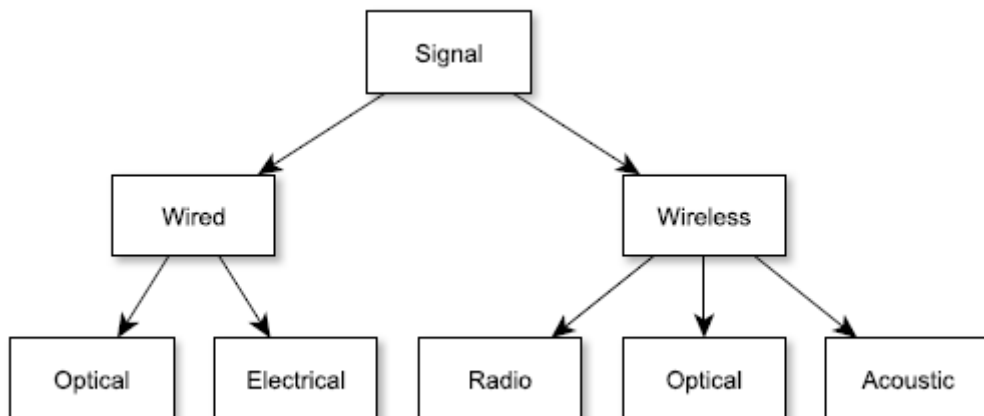 Signal
Wired
Wireless
Optical
Electrical
Radio
Optical
Acoustic